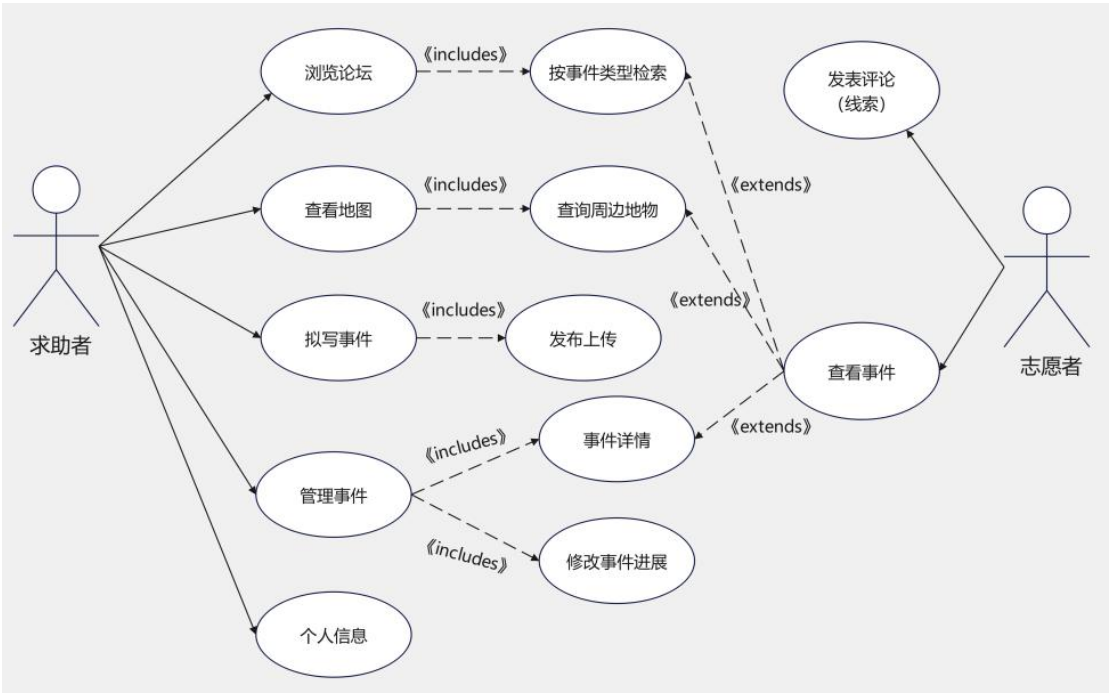 浏览论坛
《includes》
按事件类型检索
发表评论
（线索）
《extends》
查看地图
《includes》
查询周边地物
《extends》
求助者
拟写事件
《includes》
发布上传
查看事件
志愿者
《extends》
管理事件
《includes》
事件详情
《includes》
修改事件进展
个人信息